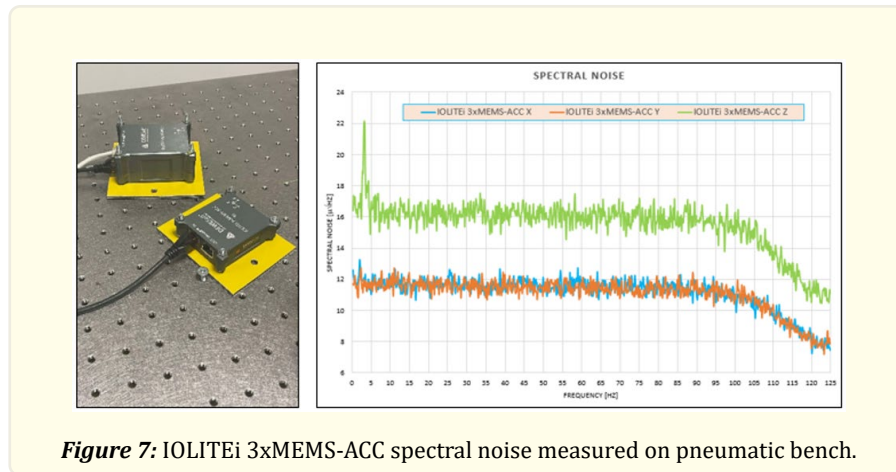 SPECTRAL NOISE
IOLITEi 3xMEMS-ACC X IOLITEi 3xMEMS-ACC Y IOLITEi 3xMEMS-ACC Z
24
22
20
18
16
14
12
10
8
6
0 5 10 15 20 25 30 35 40 45 50 55 60 65 70 75 80 85 90 95 100 105 110 115 120 125
FREQUENCY [HZ]
Figure 7: IOLITEi 3xMEMS-ACC spectral noise measured on pneumatic bench.